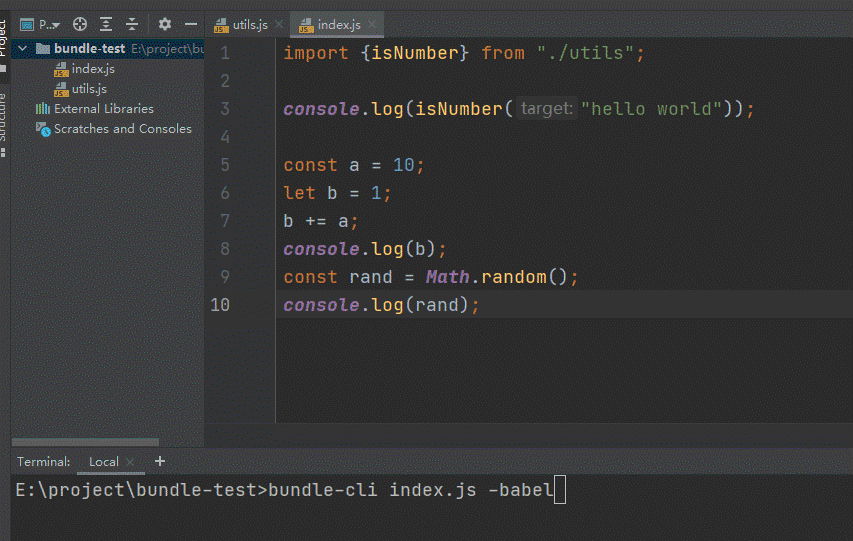 Project
P...
utils.js
index.js
bundle-test E:\project\bu
index.js
utils.js
External Libraries
Scratches and Consoles
Structure
1 import {isNumber} from "./utils";
2
3 console.log(isNumber( target: "hello world"));
4
5 const a = 10;
6 let b = 1;
7 b += a;
8 console.log(b);
9 const rand = Math.random();
10 console.log(rand);
Terminal: Local
E:\project\bundle-test>bundle-cli index.js -babel